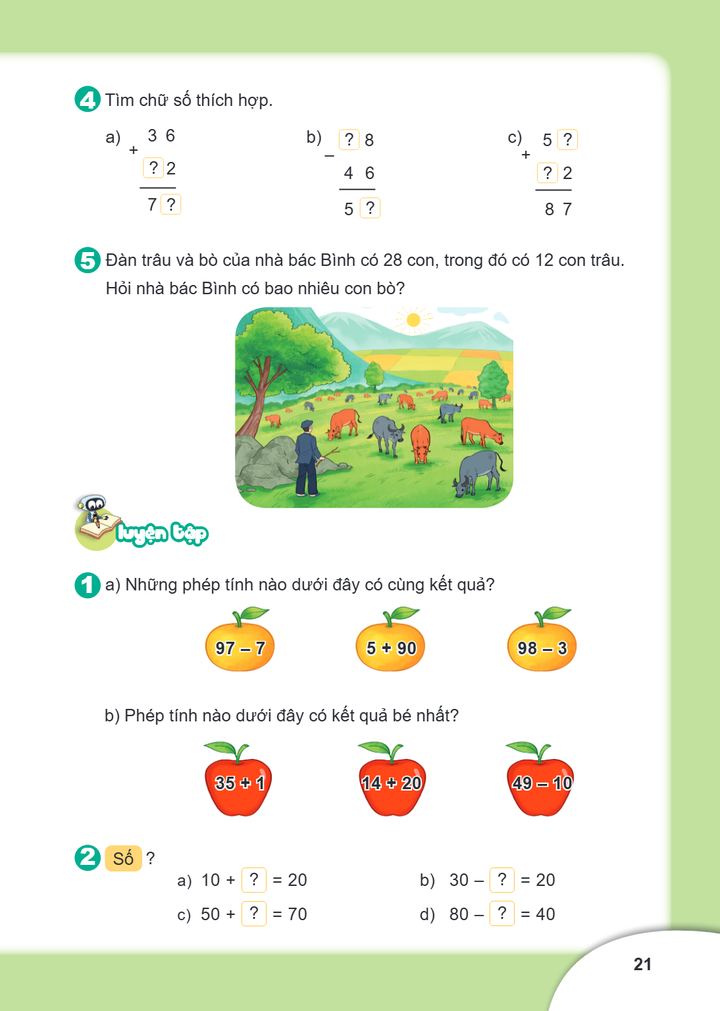 4 Tìm chữ số thích hợp.
a) 3 6 b) ? 8 c) 5 ?
+ – +
? 2 4 6 ? 2
7 ? 5 ? 8 7
5 Đàn trâu và bò của nhà bác Bình có 28 con, trong đó có 12 con trâu.
Hỏi nhà bác Bình có bao nhiêu con bò?
luyện tập
1 a) Những phép tính nào dưới đây có cùng kết quả?
97 – 7 5 + 90 98 – 3
b) Phép tính nào dưới đây có kết quả bé nhất?
35 + 1 14 + 20 49 – 10
2 Số ?
a) 10 + ? = 20 b) 30 – ? = 20
c) 50 + ? = 70 d) 80 – ? = 40
21